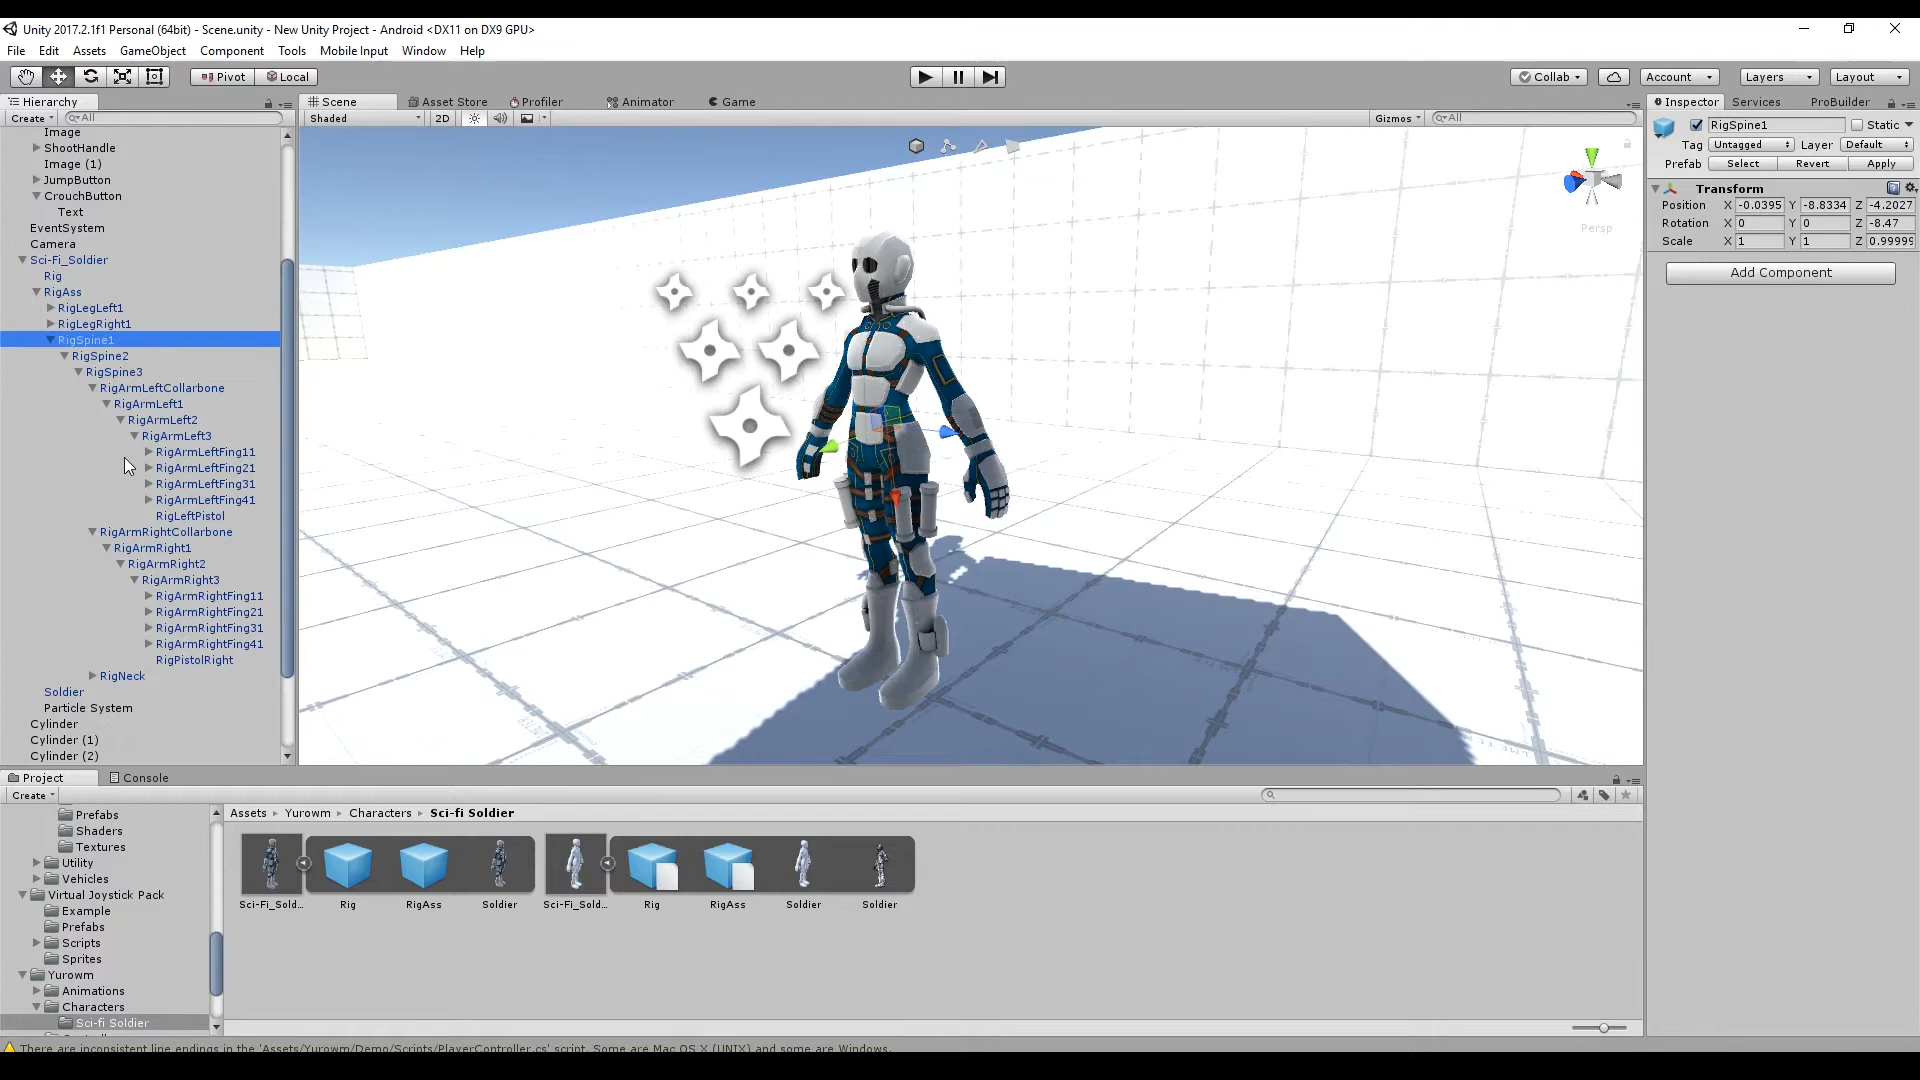 Unity 2017.2.1f1 Personal (64bit) - Scene.unity - New Unity Project - Android <DX11 on DX9 GPU>
File Edit Assets GameObject Component Tools Mobile Input Window Help
Pivot Local Collab Account Layers Layout
Hierarchy
Create All
Image
ShootHandle
Image (1)
JumpButton
CrouchButton
Text
EventSystem
Camera
Sci-Fi_Soldier
Rig
RigAss
RigLegLeft1
RigLegRight1
RigSpine1
RigSpine2
RigSpine3
RigArmLeftCollarbone
RigArmLeft1
RigArmLeft2
RigArmLeft3
RigArmLeftFing11
RigArmLeftFing21
RigArmLeftFing31
RigArmLeftFing41
RigLeftPistol
RigArmRightCollarbone
RigArmRight1
RigArmRight2
RigArmRight3
RigArmRightFing11
RigArmRightFing21
RigArmRightFing31
RigArmRightFing41
RigPistolRight
RigNeck
Soldier
Particle System
Cylinder
Cylinder (1)
Cylinder (2)
Scene Asset Store Profiler Animator Game
Shaded 2D Gizmos All
Persp
Inspector Services ProBuilder
RigSpine1 Static
Tag Untagged Layer Default
Prefab Select Revert Apply
Transform
Position X -0.0395 Y -8.8334 Z -4.2027
Rotation X 0 Y 0 Z -8.47
Scale X 1 Y 1 Z 0.99999
Add Component
Project Console
Create
Prefabs
Shaders
Textures
Utility
Vehicles
Virtual Joystick Pack
Example
Prefabs
Scripts
Sprites
Yurowm
Animations
Characters
Sci-fi Soldier
Assets Yurowm Characters Sci-fi Soldier
Sci-Fi_Sold... Rig RigAss Soldier Sci-Fi_Sold... Rig RigAss Soldier Soldier
There are inconsistent line endings in the 'Assets/Yurowm/Demo/Scripts/PlayerController.cs' script. Some are Mac OS X (UNIX) and some are Windows.